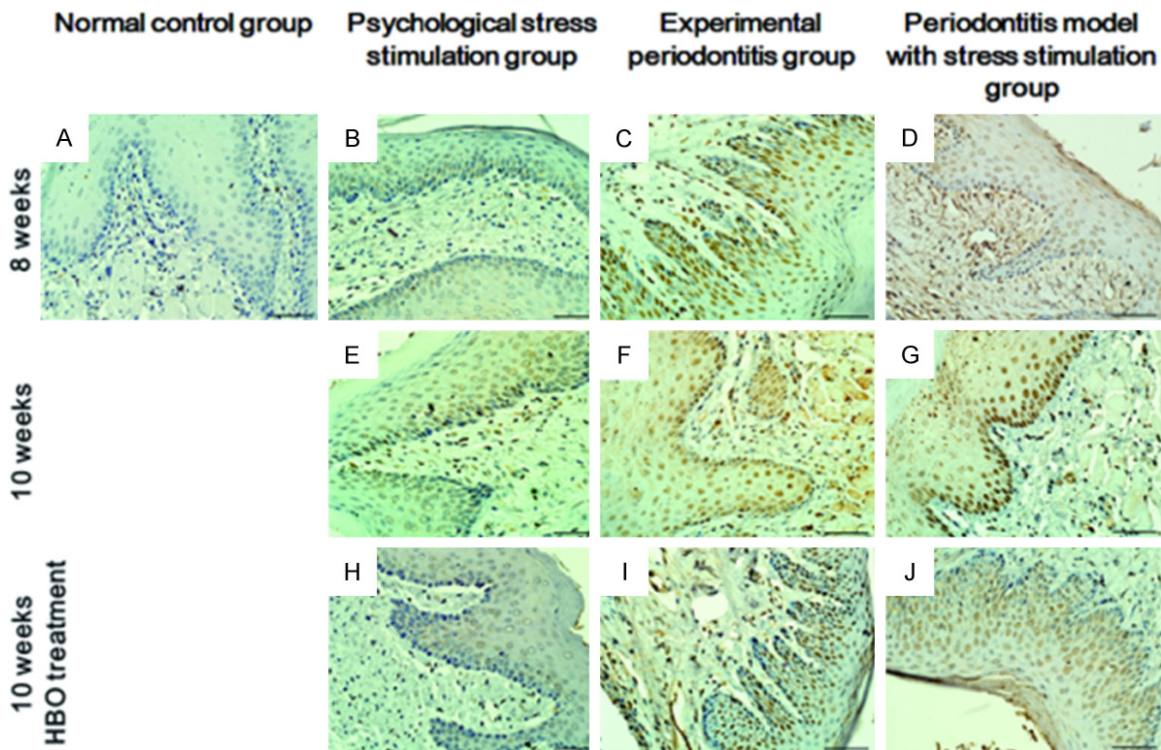 Normal control group
Psychological stress
stimulation group
Experimental
periodontitis group
Periodontitis model
with stress stimulation
group
8 weeks
A
B
C
D
10 weeks
E
F
G
10 weeks
HBO treatment
H
I
J